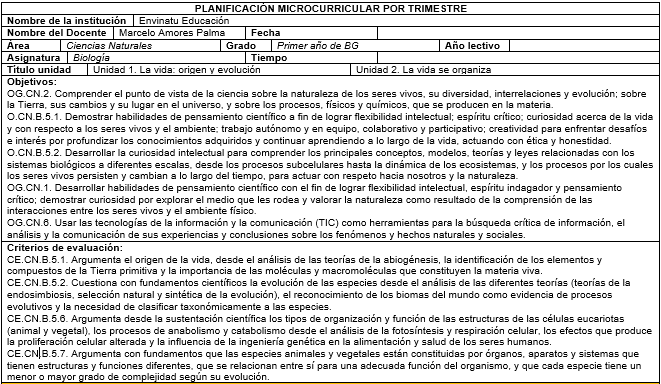 PLANIFICACIÓN MICROCURRICULAR POR TRIMESTRE
Nombre de la institución Envinatu Educación
Nombre del Docente Marcelo Amores Palma Fecha
Área Ciencias Naturales Grado Primer año de BG Año lectivo
Asignatura Biología Tiempo
Titulo unidad Unidad 1. La vida: origen y evolución Unidad 2. La vida se organiza
Objetivos:
OG.CN.2. Comprender el punto de vista de la ciencia sobre la naturaleza de los seres vivos, su diversidad, interrelaciones y evolución; sobre
la Tierra, sus cambios y su lugar en el universo, y sobre los procesos, físicos y químicos, que se producen en la materia.
O.CN.B.5.1. Demostrar habilidades de pensamiento científico a fin de lograr flexibilidad intelectual; espíritu crítico; curiosidad acerca de la vida
y con respecto a los seres vivos y el ambiente; trabajo autónomo y en equipo, colaborativo y participativo; creatividad para enfrentar desafíos
e interés por profundizar los conocimientos adquiridos y continuar aprendiendo a lo largo de la vida, actuando con ética y honestidad.
O.CN.B.5.2. Desarrollar la curiosidad intelectual para comprender los principales conceptos, modelos, teorías y leyes relacionadas con los
sistemas biológicos a diferentes escalas, desde los procesos subcelulares hasta la dinámica de los ecosistemas, y los procesos por los cuales
los seres vivos persisten y cambian a lo largo del tiempo, para actuar con respeto hacia nosotros y la naturaleza.
OG.CN.1. Desarrollar habilidades de pensamiento científico con el fin de lograr flexibilidad intelectual, espíritu indagador y pensamiento
crítico; demostrar curiosidad por explorar el medio que les rodea y valorar la naturaleza como resultado de la comprensión de las
interacciones entre los seres vivos y el ambiente físico.
OG.CN.6. Usar las tecnologías de la información y la comunicación (TIC) como herramientas para la búsqueda crítica de información, el
análisis y la comunicación de sus experiencias y conclusiones sobre los fenómenos y hechos naturales y sociales.
Criterios de evaluación:
CE.CN.B.5.1. Argumenta el origen de la vida, desde el análisis de las teorías de la abiogénesis, la identificación de los elementos y
compuestos de la Tierra primitiva y la importancia de las moléculas y macromoléculas que constituyen la materia viva.
CE.CN.B.5.2. Cuestiona con fundamentos científicos la evolución de las especies desde el análisis de las diferentes teorías (teorías de la
endosimbiosis, selección natural y sintética de la evolución), el reconocimiento de los biomas del mundo como evidencia de procesos
evolutivos y la necesidad de clasificar taxonómicamente a las especies.
CE.CN.B.5.6. Argumenta desde la sustentación científica los tipos de organización y función de las estructuras de las células eucariotas
(animal y vegetal), los procesos de anabolismo y catabolismo desde el análisis de la fotosíntesis y respiración celular, los efectos que produce
la proliferación celular alterada y la influencia de la ingeniería genética en la alimentación y salud de los seres humanos.
CE.CN.B.5.7. Argumenta con fundamentos que las especies animales y vegetales están constituidas por órganos, aparatos y sistemas que
tienen estructuras y funciones diferentes, que se relacionan entre sí para una adecuada función del organismo, y que cada especie tiene un
menor o mayor grado de complejidad según su evolución.